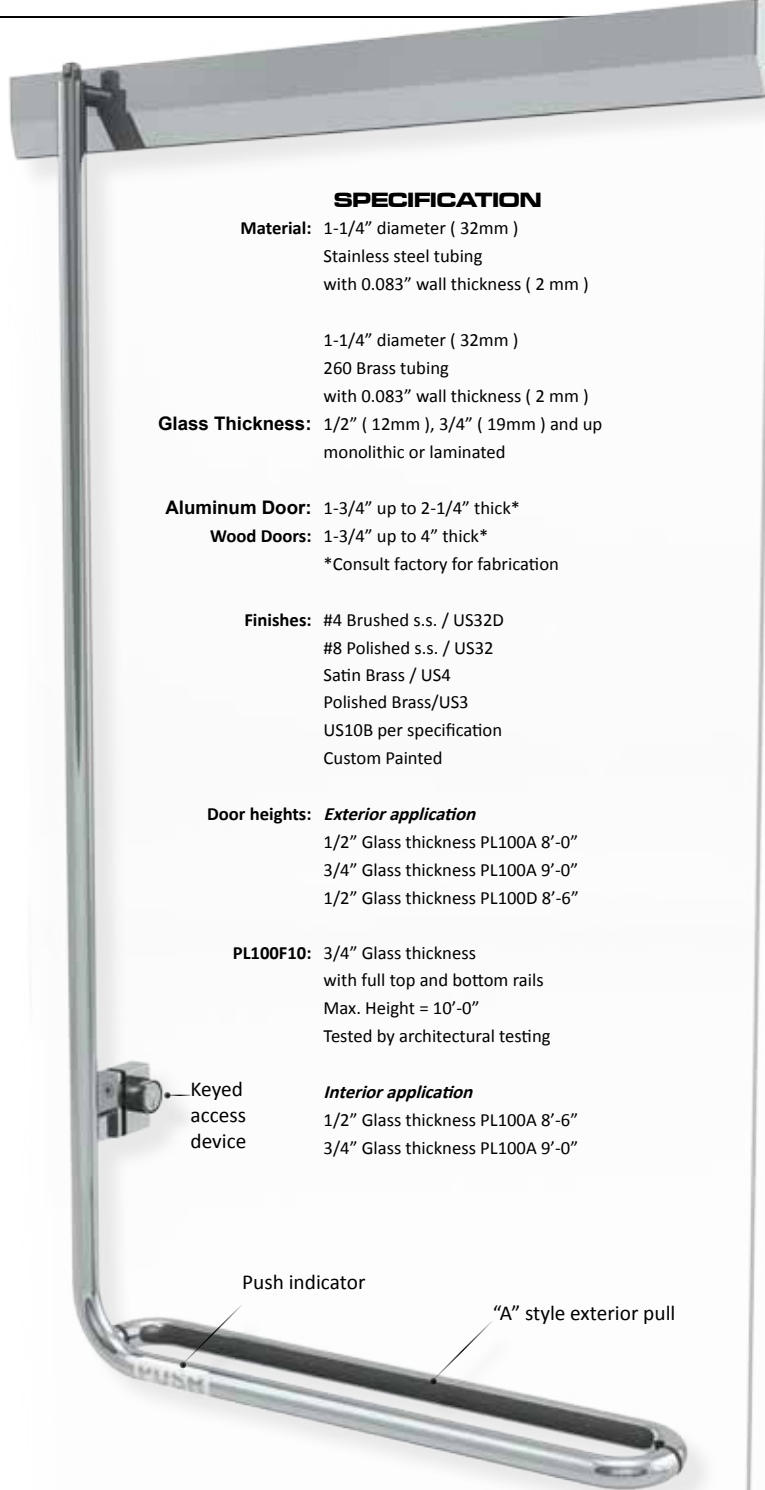 SPECIFICATION
Material: 1-1/4” diameter ( 32mm )
Stainless steel tubing
with 0.083” wall thickness ( 2 mm )
1-1/4” diameter ( 32mm )
260 Brass tubing
with 0.083” wall thickness ( 2 mm )
Glass Thickness: 1/2” ( 12mm ), 3/4” ( 19mm ) and up
monolithic or laminated
Aluminum Door: 1-3/4” up to 2-1/4” thick*
Wood Doors: 1-3/4” up to 4” thick*
*Consult factory for fabrication
Finishes: #4 Brushed s.s. / US32D
#8 Polished s.s. / US32
Satin Brass / US4
Polished Brass/US3
US10B per specification
Custom Painted
Door heights: Exterior application
1/2” Glass thickness PL100A 8’-0”
3/4” Glass thickness PL100A 9’-0”
1/2” Glass thickness PL100D 8’-6”
PL100F10: 3/4” Glass thickness
with full top and bottom rails
Max. Height = 10’-0”
Tested by architectural testing
Interior application
1/2” Glass thickness PL100A 8’-6”
3/4” Glass thickness PL100A 9’-0”
Keyed
access
device
Push indicator
“A” style exterior pull
PUSH